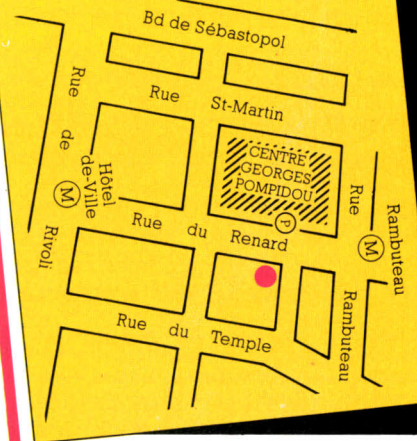 Bd de Sébastopol
Rue St-Martin
Rue de Rivoli
Hôtel
de-Ville
M
CENTRE
GEORGES
POMPIDOU
P
Rue Rambuteau
M
Rambuteau
Rue du Renard
Rue du Temple